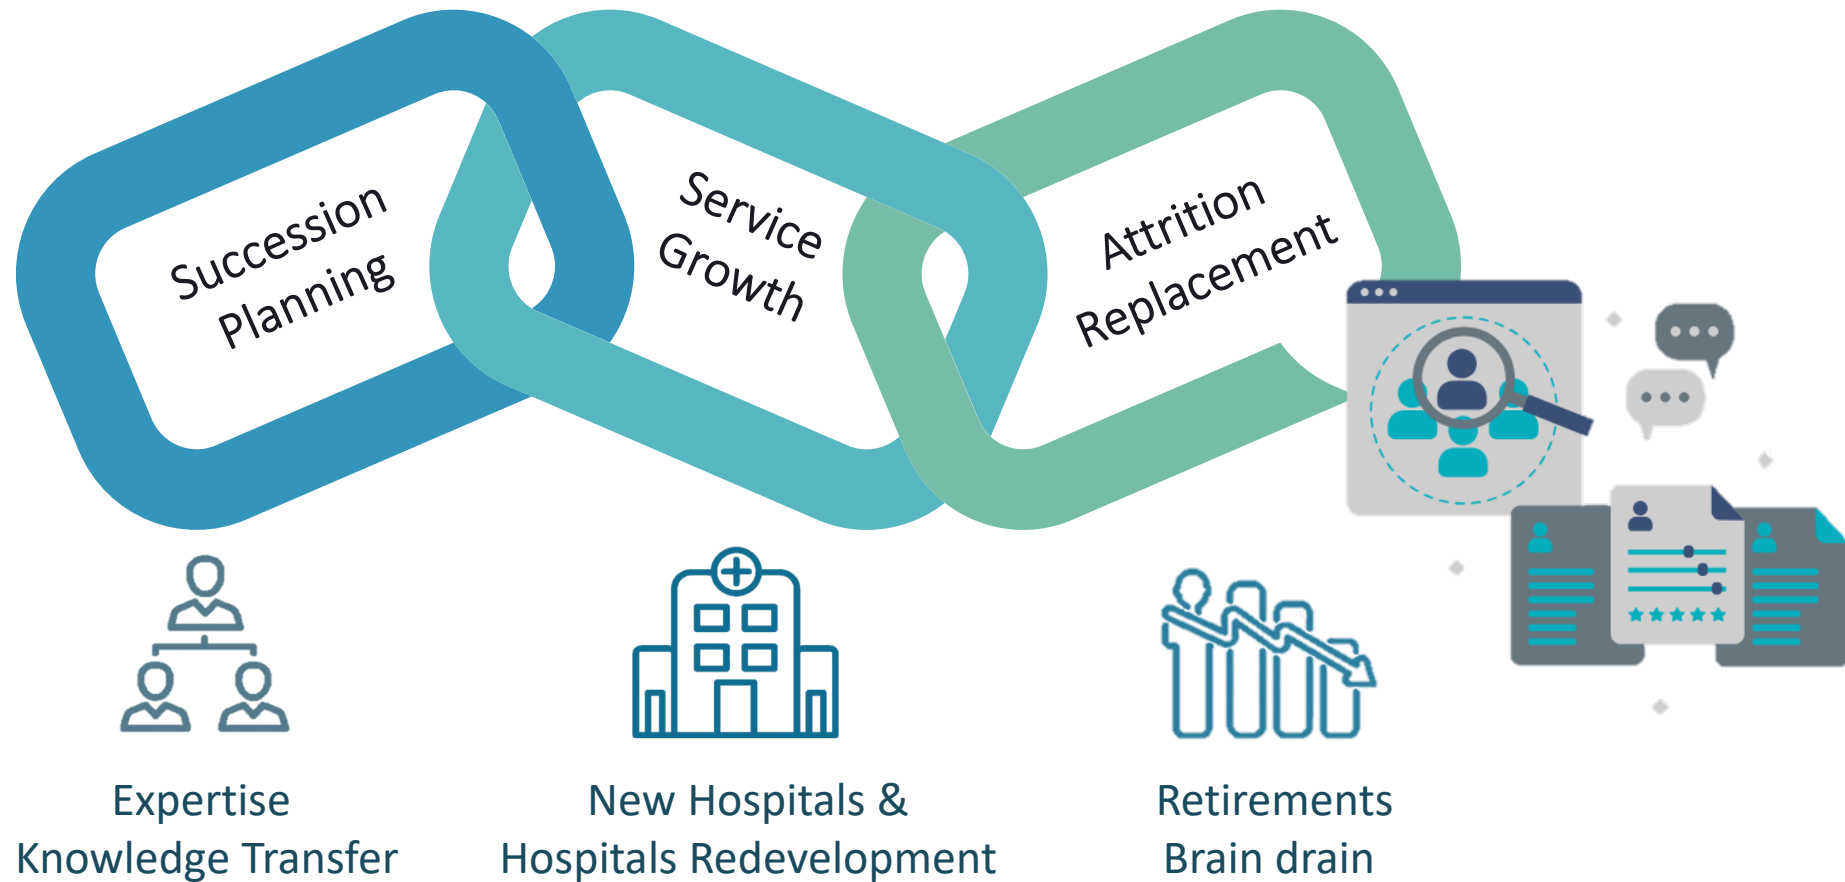 Succession
Planning
Service
Growth
Attrition
Replacement
Expertise
Knowledge Transfer
New Hospitals &
Hospitals Redevelopment
Retirements
Brain drain